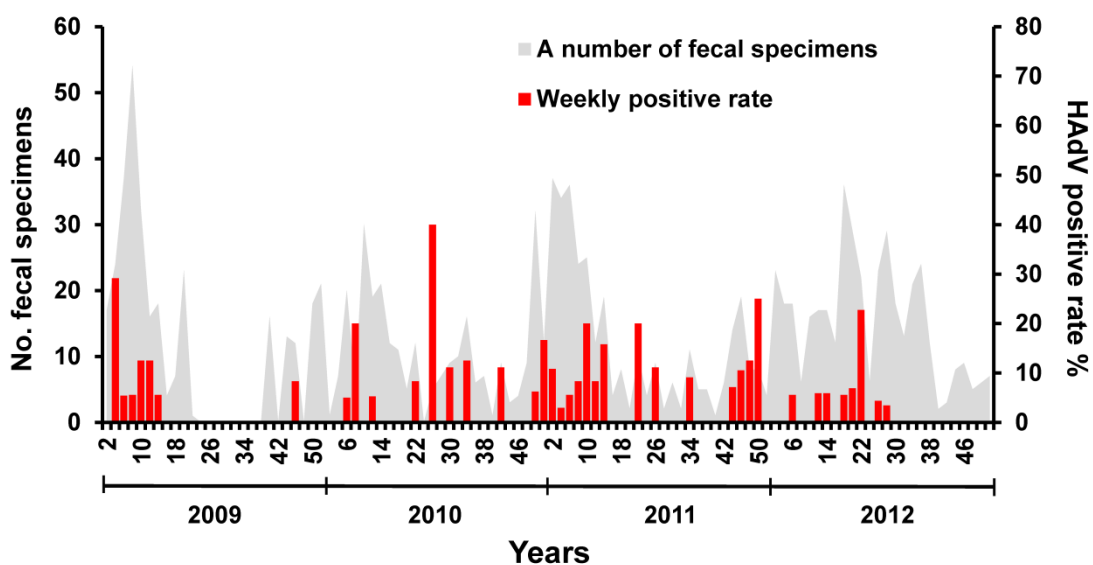 60
50
40
30
20
10
0
No. fecal specimens
A number of fecal specimens
Weekly positive rate
80
70
60
50
40
30
20
10
0
HAdV positive rate %
2 10 18 26 34 42 50 6 14 22 30 38 46 2 10 18 26 34 42 50 6 14 22 30 38 46
2009 2010 2011 2012
Years